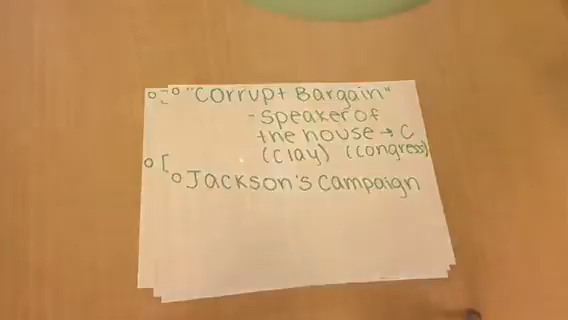 "Corrupt Bargain"
- Speaker of
the house → C
(Clay) (Congress)
Jackson's Campaign